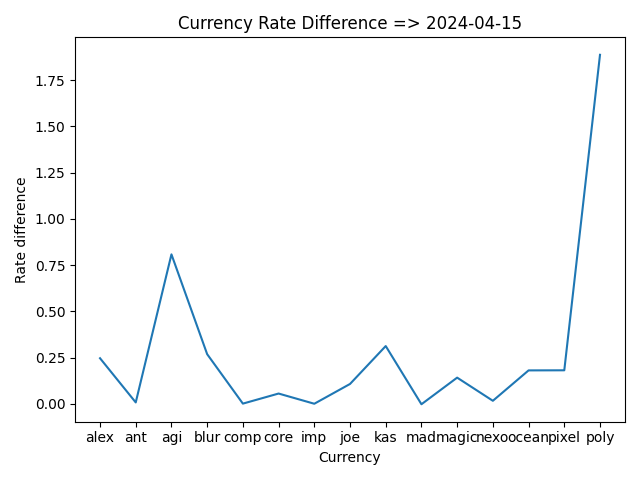 Currency Rate Difference => 2024-04-15
Rate difference
1.75
1.50
1.25
1.00
0.75
0.50
0.25
0.00
alex ant agi blur comp core imp joe kas mad magic nexo ocean pixel poly
Currency